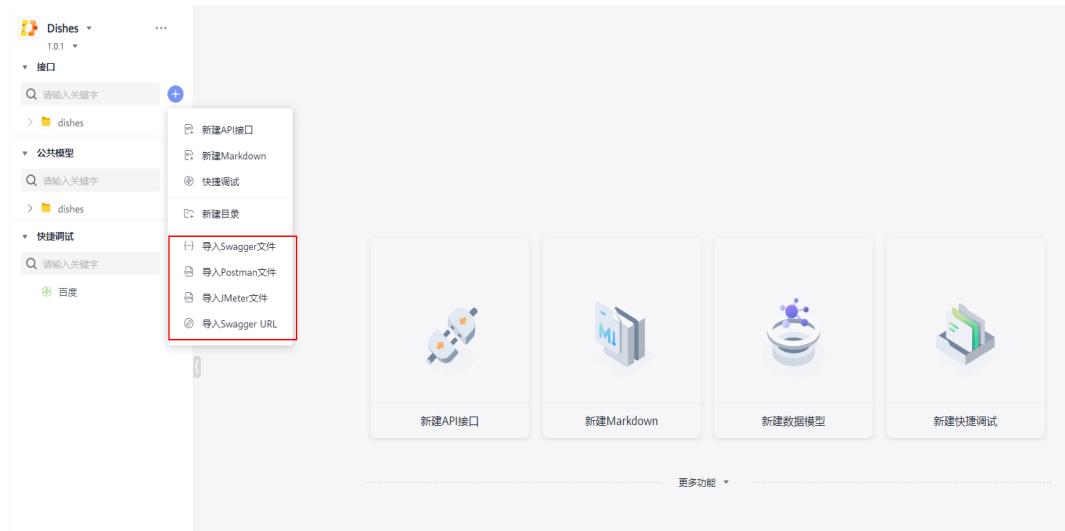 Dishes
1.0.1
接口
请输入关键字
dishes
公共模型
请输入关键字
dishes
快捷调试
请输入关键字
百度
新建API接口
新建Markdown
快捷调试
新建目录
导入Swagger文件
导入Postman文件
导入JMeter文件
导入Swagger URL
新建API接口
新建Markdown
新建数据模型
新建快捷调试
更多功能